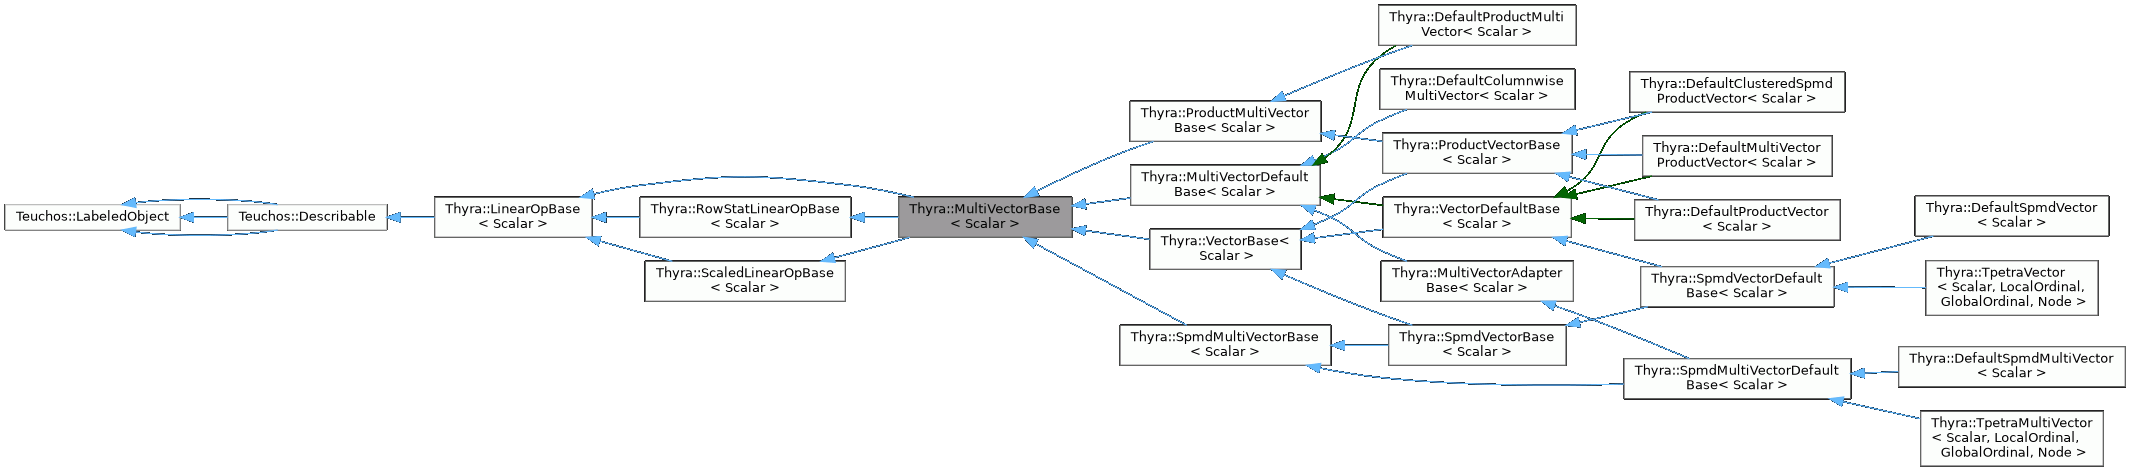 Teuchos::LabeledObject
Teuchos::Describable
Thyra::LinearOpBase
< Scalar >
Thyra::RowStatLinearOpBase
< Scalar >
Thyra::ScaledLinearOpBase
< Scalar >
Thyra::MultiVectorBase
< Scalar >
Thyra::ProductMultiVector
Base< Scalar >
Thyra::MultiVectorDefault
Base< Scalar >
Thyra::VectorBase<
Scalar >
Thyra::SpmdMultiVectorBase
< Scalar >
Thyra::DefaultProductMulti
Vector< Scalar >
Thyra::DefaultColumnwise
MultiVector< Scalar >
Thyra::ProductVectorBase
< Scalar >
Thyra::VectorDefaultBase
< Scalar >
Thyra::MultiVectorAdapter
Base< Scalar >
Thyra::SpmdVectorBase
< Scalar >
Thyra::DefaultClusteredSpmd
ProductVector< Scalar >
Thyra::DefaultMultiVector
ProductVector< Scalar >
Thyra::DefaultProductVector
< Scalar >
Thyra::SpmdVectorDefault
Base< Scalar >
Thyra::SpmdMultiVectorDefault
Base< Scalar >
Thyra::DefaultSpmdVector
< Scalar >
Thyra::TpetraVector
< Scalar, LocalOrdinal,
GlobalOrdinal, Node >
Thyra::DefaultSpmdMultiVector
< Scalar >
Thyra::TpetraMultiVector
< Scalar, LocalOrdinal,
GlobalOrdinal, Node >